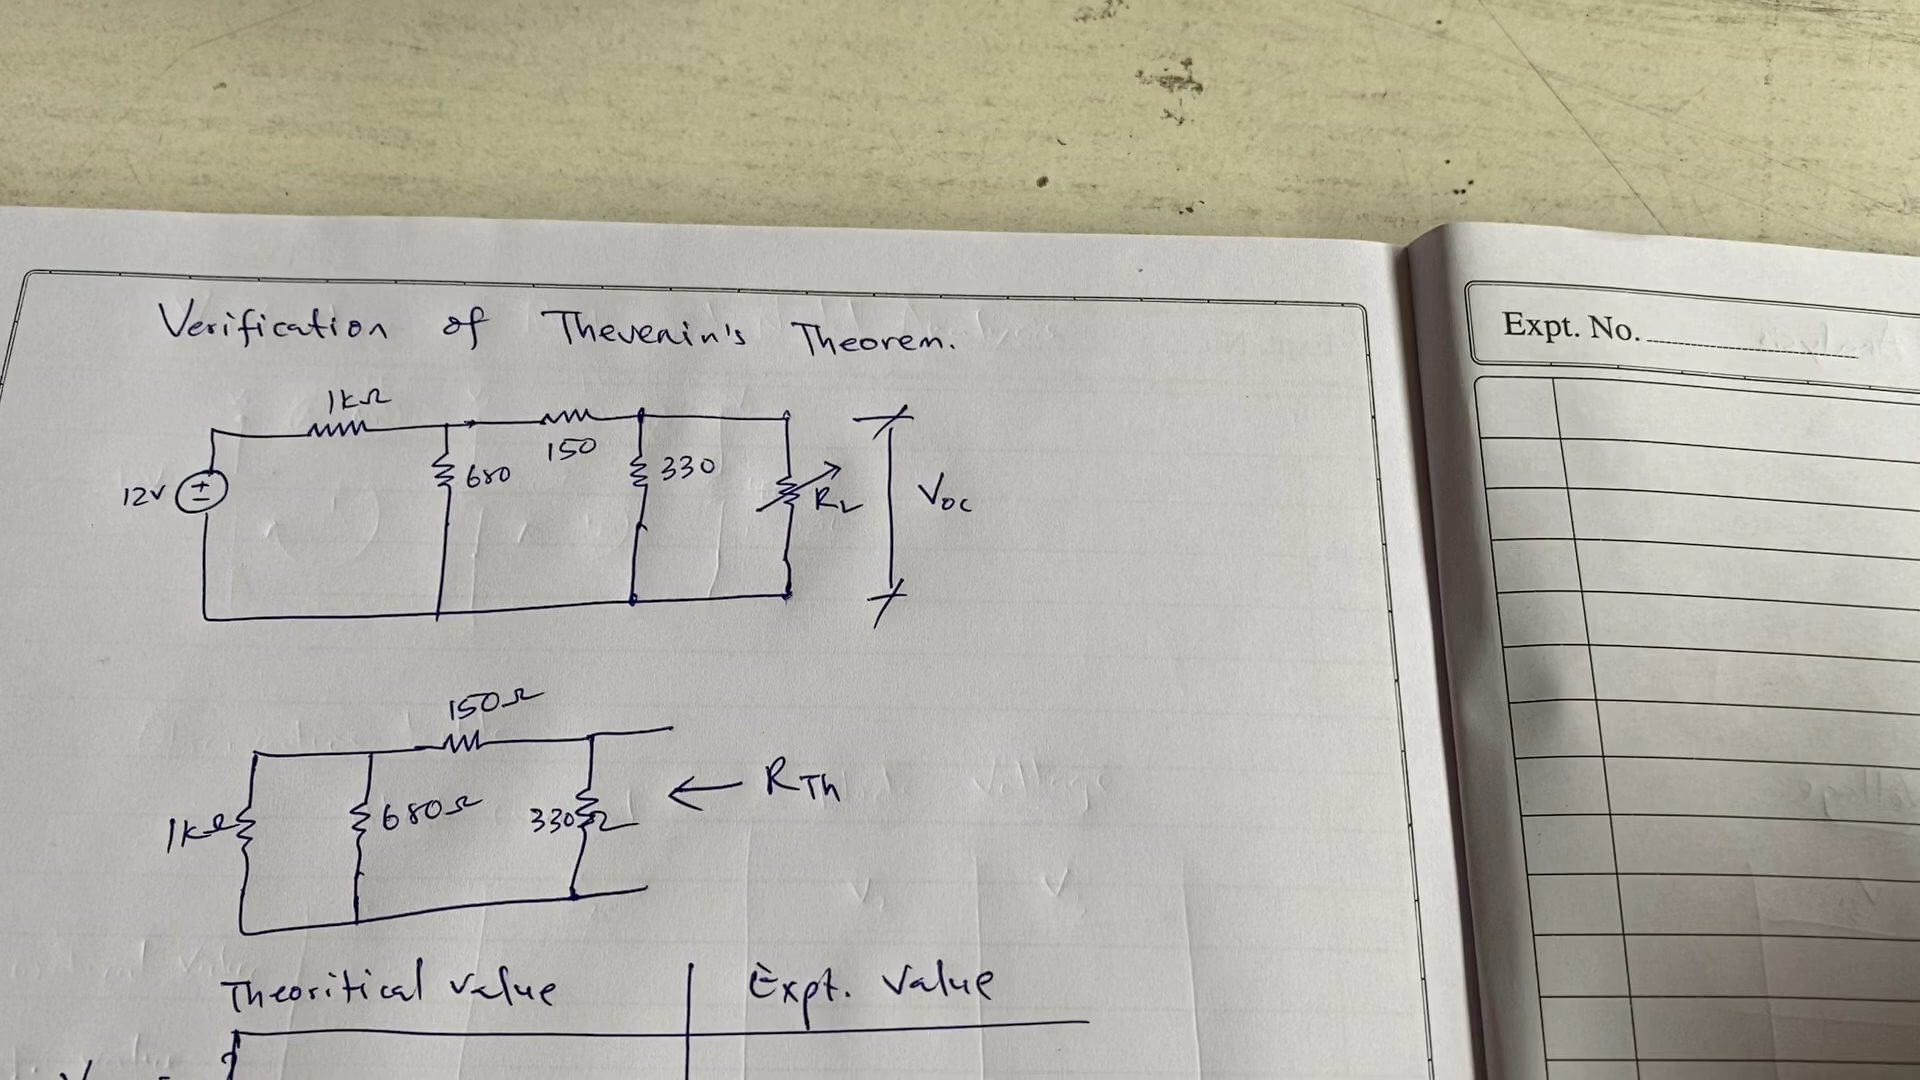 Verification of Thevenin's Theorem.
1kΩ
150
12V
680
330
RL
Voc
150Ω
1kΩ
680Ω
330Ω
← RTh
Theoritical value
Expt. Value
Expt. No.